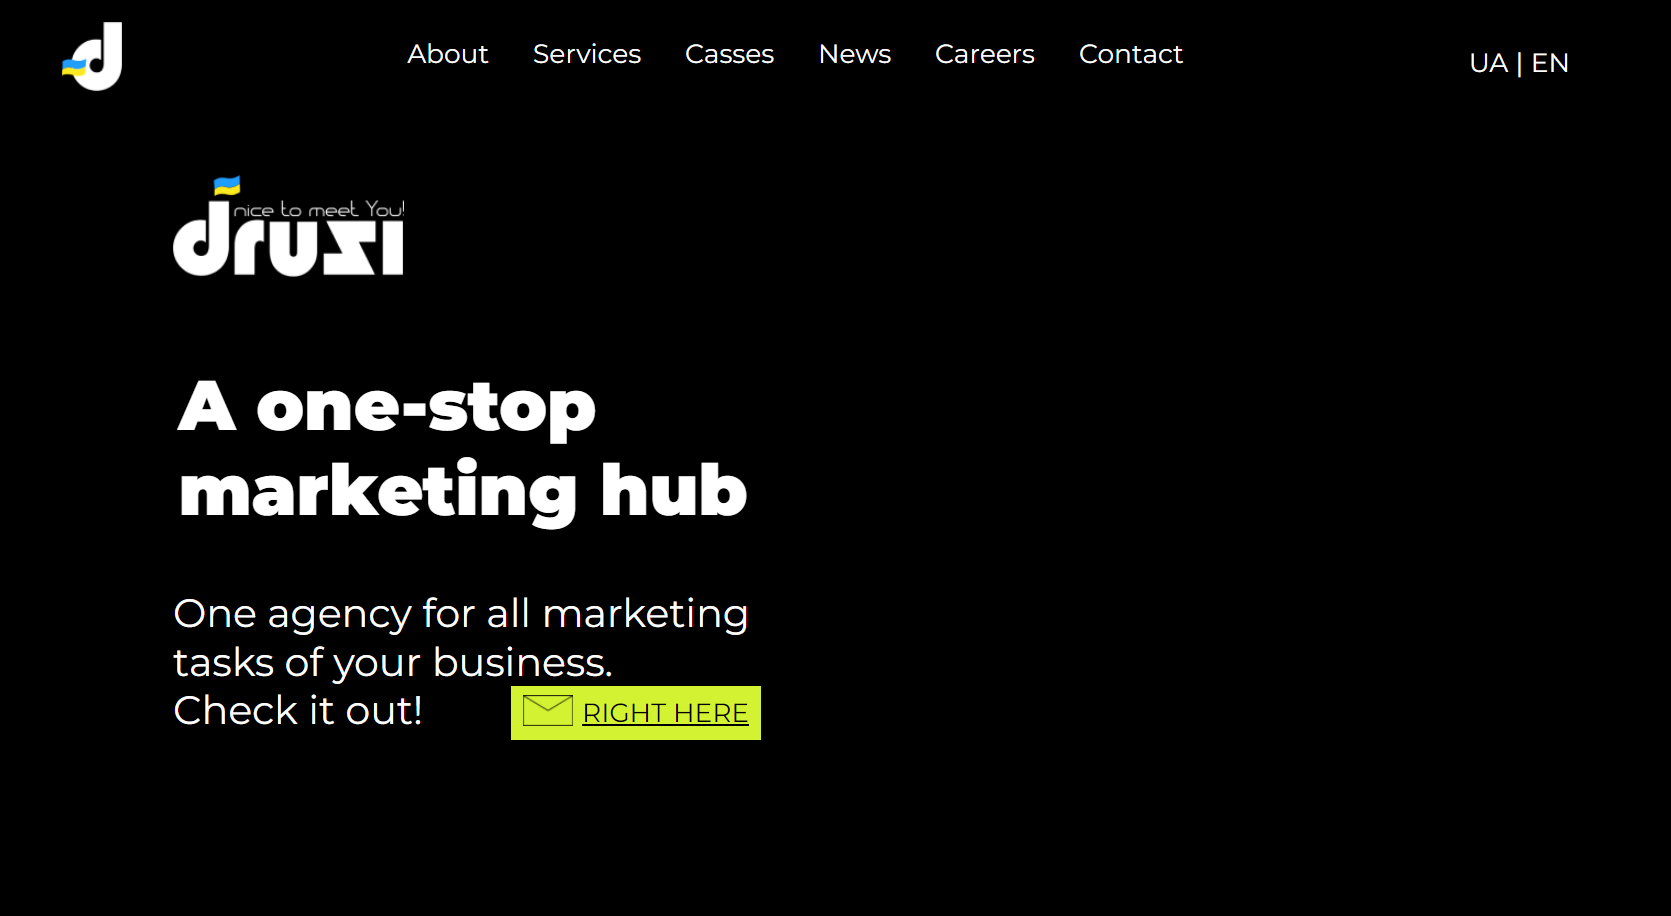 d
About Services Casses News Careers Contact
UA | EN
nice to meet You!
druzi
A one-stop
marketing hub
One agency for all marketing
tasks of your business.
Check it out!
RIGHT HERE